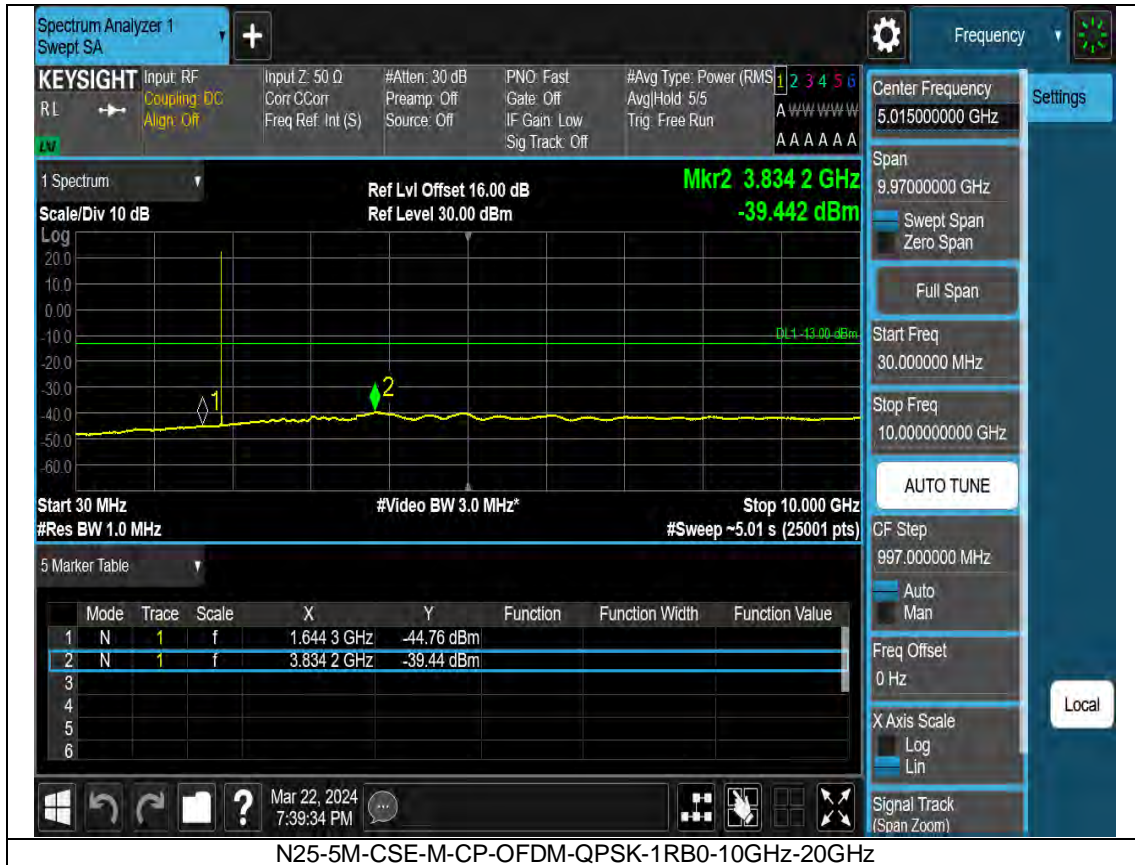 Spectrum Analyzer 1
Swept SA
Frequency
KEYSIGHT
RL
Input: RF
Coupling: DC
Align: Off
Input Z: 50 Ω
Corr CCorr
Freq Ref: Int (S)
#Atten: 30 dB
Preamp: Off
Source: Off
PNO: Fast
Gate: Off
IF Gain: Low
Sig Track: Off
#Avg Type: Power (RMS
Avg|Hold: 5/5
Trig: Free Run
1 2 3 4 5 6
A W W W W W
A A A A A A
1 Spectrum
Scale/Div 10 dB
Ref Lvl Offset 16.00 dB
Ref Level 30.00 dBm
Mkr2 3.834 2 GHz
-39.442 dBm
Log
20.0
10.0
0.00
-10.0
-20.0
-30.0
-40.0
-50.0
-60.0
DL1 -13.00 dBm
1
2
Start 30 MHz
#Video BW 3.0 MHz*
Stop 10.000 GHz
#Res BW 1.0 MHz
#Sweep ~5.01 s (25001 pts)
5 Marker Table
Mode Trace Scale X Y Function Function Width Function Value
1 N 1 f 1.644 3 GHz -44.76 dBm
2 N 1 f 3.834 2 GHz -39.44 dBm
3
4
5
6
Mar 22, 2024
7:39:34 PM
Center Frequency
5.015000000 GHz
Settings
Span
9.97000000 GHz
Swept Span
Zero Span
Full Span
Start Freq
30.000000 MHz
Stop Freq
10.000000000 GHz
AUTO TUNE
CF Step
997.000000 MHz
Auto
Man
Freq Offset
0 Hz
X Axis Scale
Log
Lin
Local
Signal Track
(Span Zoom)
N25-5M-CSE-M-CP-OFDM-QPSK-1RB0-10GHz-20GHz